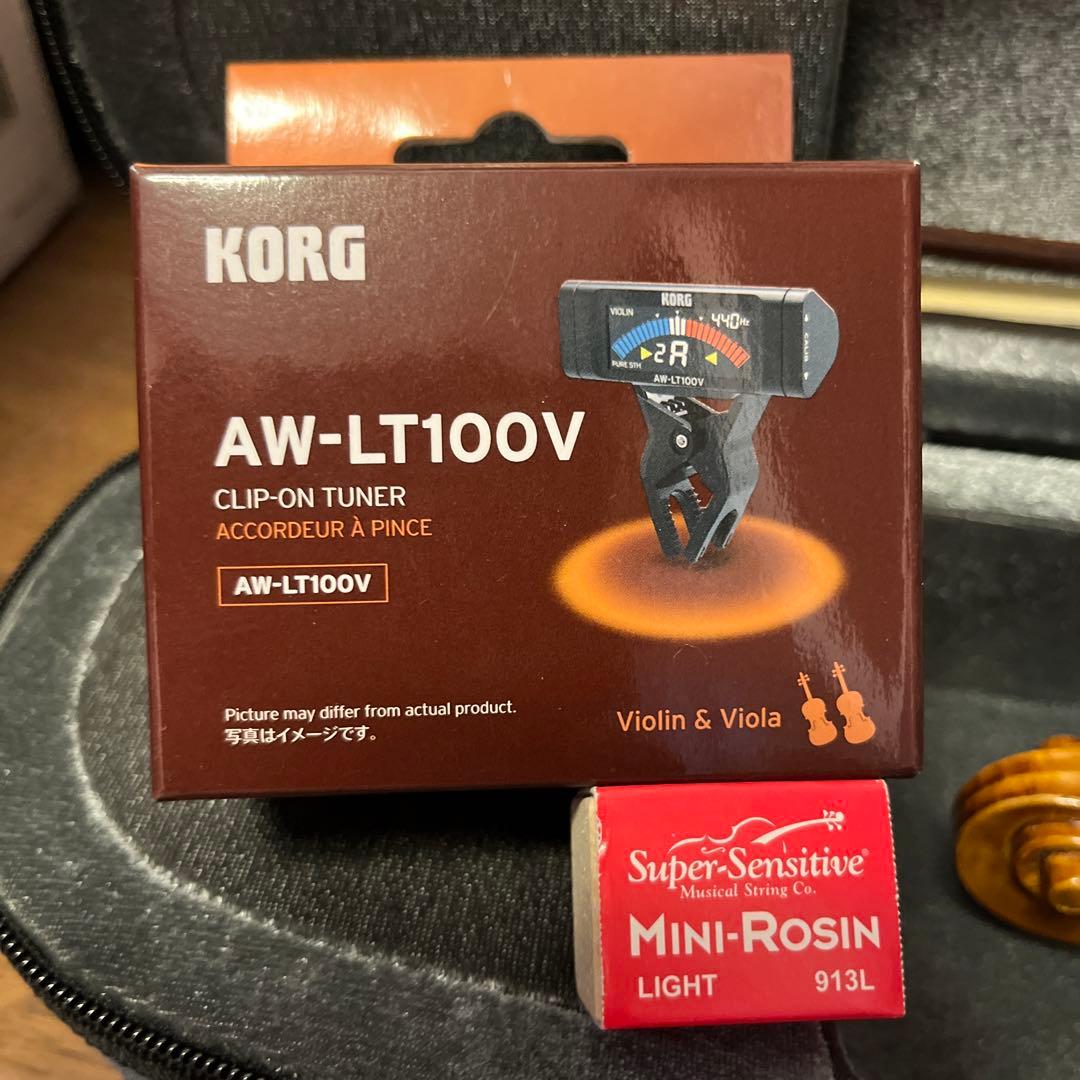 KORG
KORG
VIOLIN
440Hz
2A
PURE 5TH
AW-LT100V
CALIB
AW-LT100V
CLIP-ON TUNER
ACCORDEUR À PINCE
AW-LT100V
Picture may differ from actual product.
写真はイメージです。
Violin & Viola
Super-Sensitive®
Musical String Co.
MINI-ROSIN
LIGHT 913L